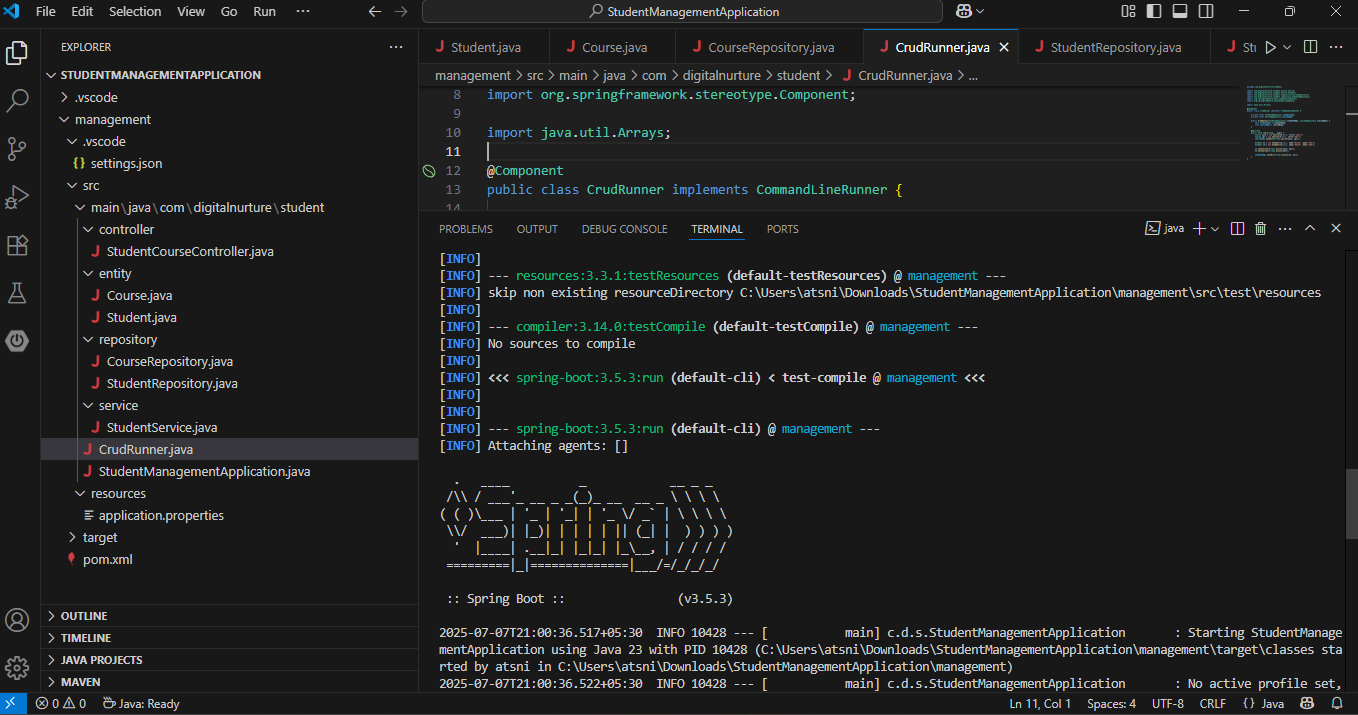 File Edit Selection View Go Run ··· StudentManagementApplication
EXPLORER ···
STUDENTMANAGEMENTAPPLICATION
.vscode
management
.vscode
{} settings.json
src
main\java\com\digitalnurture\student
controller
J StudentCourseController.java
entity
J Course.java
J Student.java
repository
J CourseRepository.java
J StudentRepository.java
service
J StudentService.java
J CrudRunner.java
J StudentManagementApplication.java
resources
application.properties
target
pom.xml
OUTLINE
TIMELINE
JAVA PROJECTS
MAVEN
J Student.java J Course.java J CourseRepository.java J CrudRunner.java J StudentRepository.java J Stu
management > src > main > java > com > digitalnurture > student > J CrudRunner.java > ...
8 import org.springframework.stereotype.Component;
9
10 import java.util.Arrays;
11
12 @Component
13 public class CrudRunner implements CommandLineRunner {
14
PROBLEMS OUTPUT DEBUG CONSOLE TERMINAL PORTS java
[INFO]
[INFO] --- resources:3.3.1:testResources (default-testResources) @ management ---
[INFO] skip non existing resourceDirectory C:\Users\atsni\Downloads\StudentManagementApplication\management\src\test\resources
[INFO]
[INFO] --- compiler:3.14.0:testCompile (default-testCompile) @ management ---
[INFO] No sources to compile
[INFO]
[INFO] <<< spring-boot:3.5.3:run (default-cli) < test-compile @ management <<<
[INFO]
[INFO]
[INFO] --- spring-boot:3.5.3:run (default-cli) @ management ---
[INFO] Attaching agents: []
  .   ____          _            __ _ _
 /\\ / ___'_ __ _ _(_)_ __  __ _ \ \ \ \
( ( )\___ | '_ | '_| | '_ \/ _` | \ \ \ \
 \\/  ___)| |_)| | | | | || (_| |  ) ) ) )
  '  |____| .__|_| |_|_| |_\__, | / / / /
 =========|_|==============|___/=/_/_/_/
:: Spring Boot :: (v3.5.3)
2025-07-07T21:00:36.517+05:30 INFO 10428 --- [ main] c.d.s.StudentManagementApplication : Starting StudentManage
mentApplication using Java 23 with PID 10428 (C:\Users\atsni\Downloads\StudentManagementApplication\management\target\classes sta
rted by atsni in C:\Users\atsni\Downloads\StudentManagementApplication\management)
2025-07-07T21:00:36.522+05:30 INFO 10428 --- [ main] c.d.s.StudentManagementApplication : No active profile set,
0 0 Java: Ready Ln 11, Col 1 Spaces: 4 UTF-8 CRLF {} Java